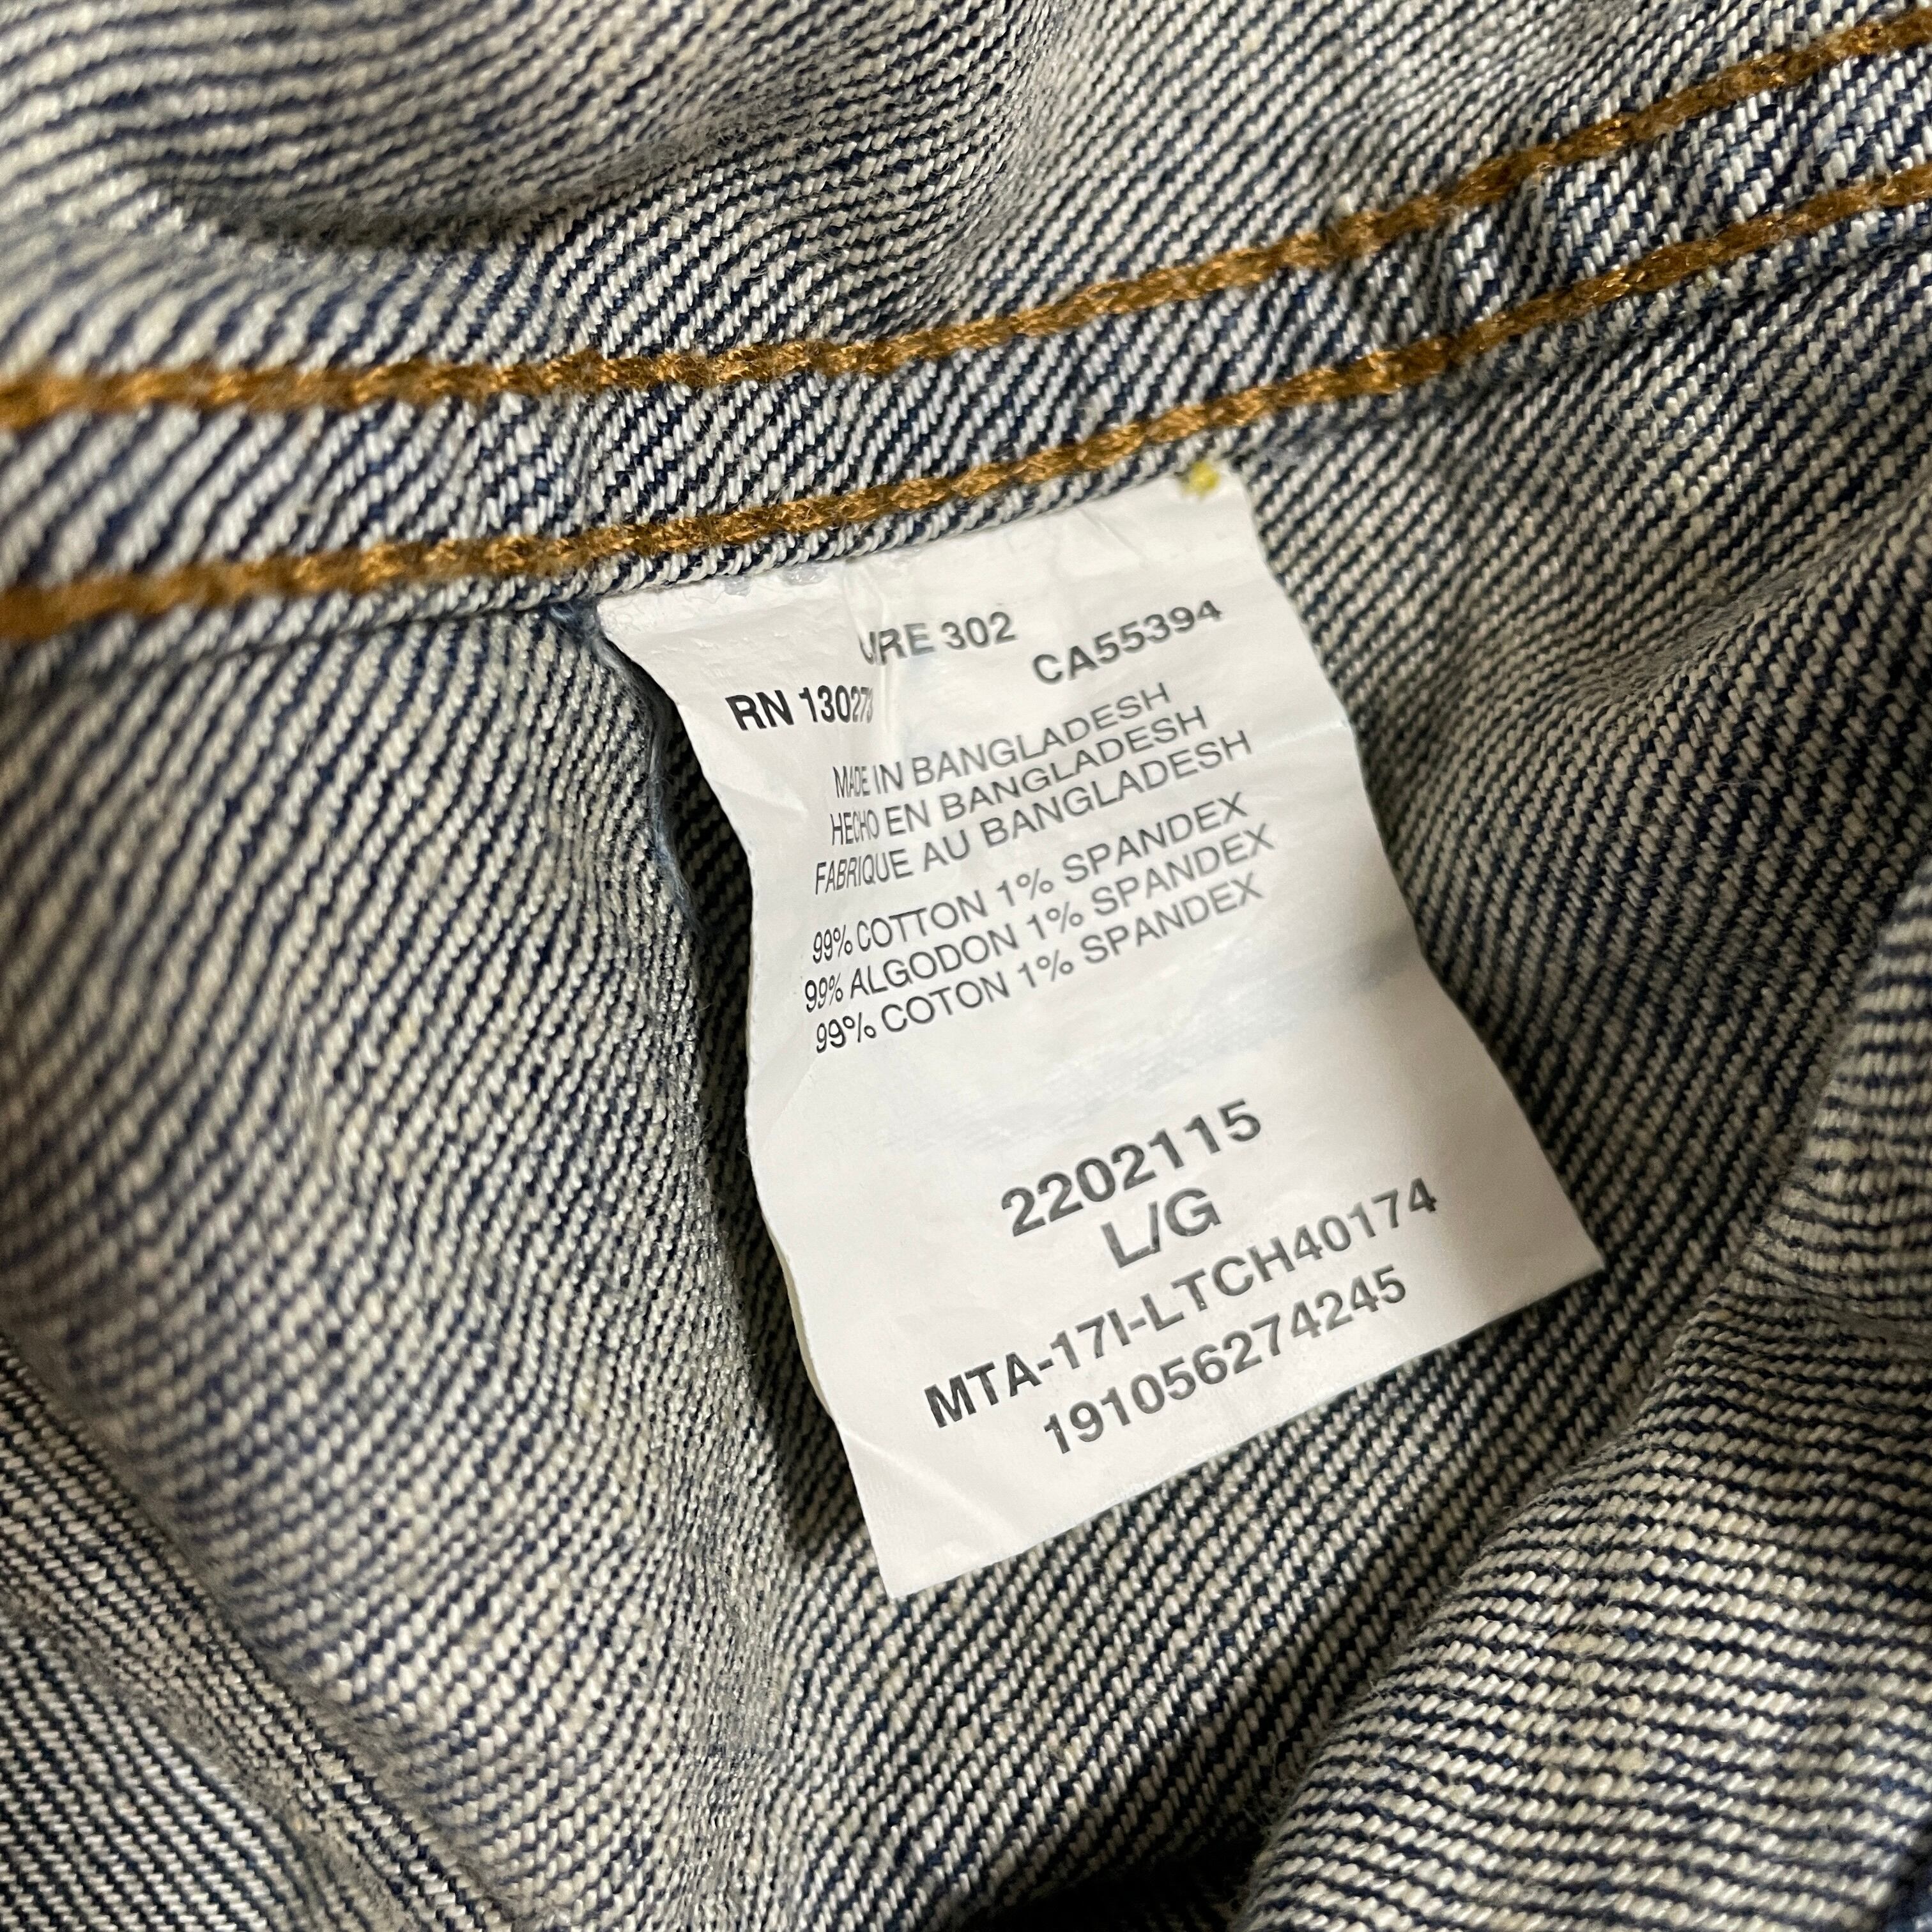 302
RN 130273 CA55394
MADE IN BANGLADESH
HECHO EN BANGLADESH
FABRIQUE AU BANGLADESH
99% COTTON 1% SPANDEX
99% ALGODON 1% SPANDEX
99% COTON 1% SPANDEX
2202115
L/G
MTA-17I-LTCH40174
191056274245